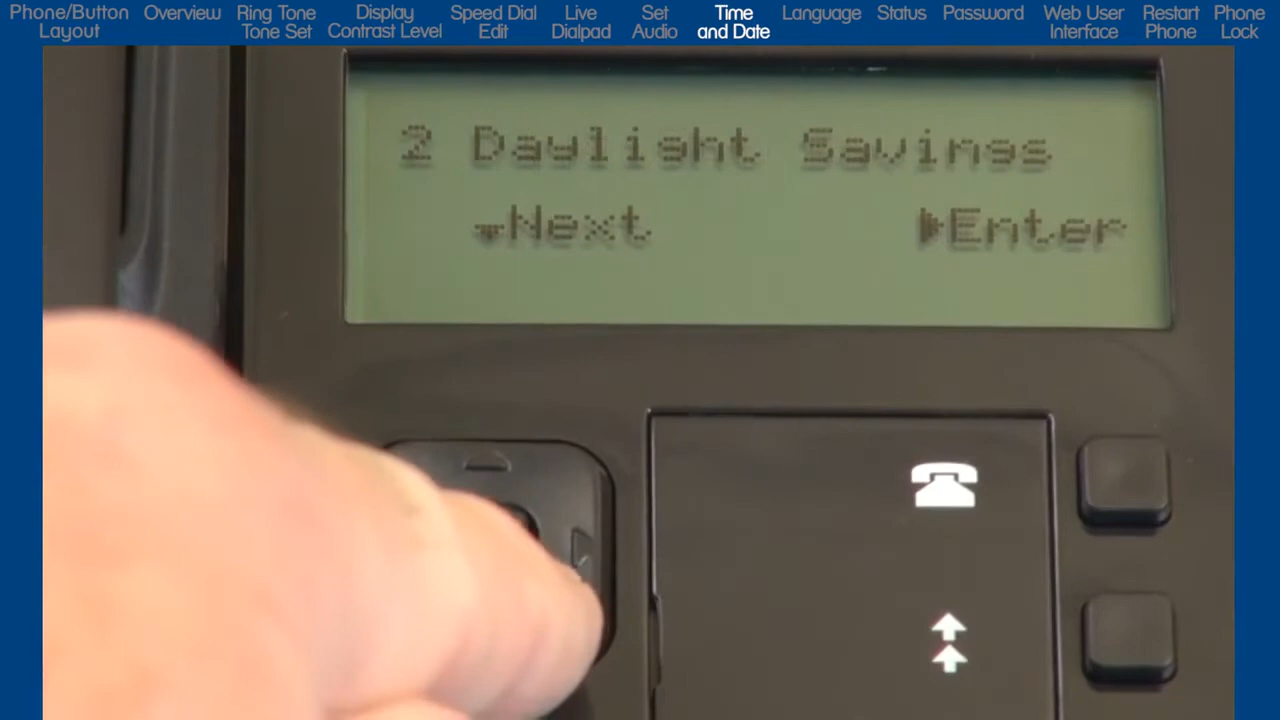 Phone/Button Layout
Overview
Ring Tone Tone Set
Display Contrast Level
Speed Dial Edit
Live Dialpad
Set Audio
Time and Date
Language
Status
Password
Web User Interface
Restart Phone
Phone Lock
2 Daylight Savings
Next Enter